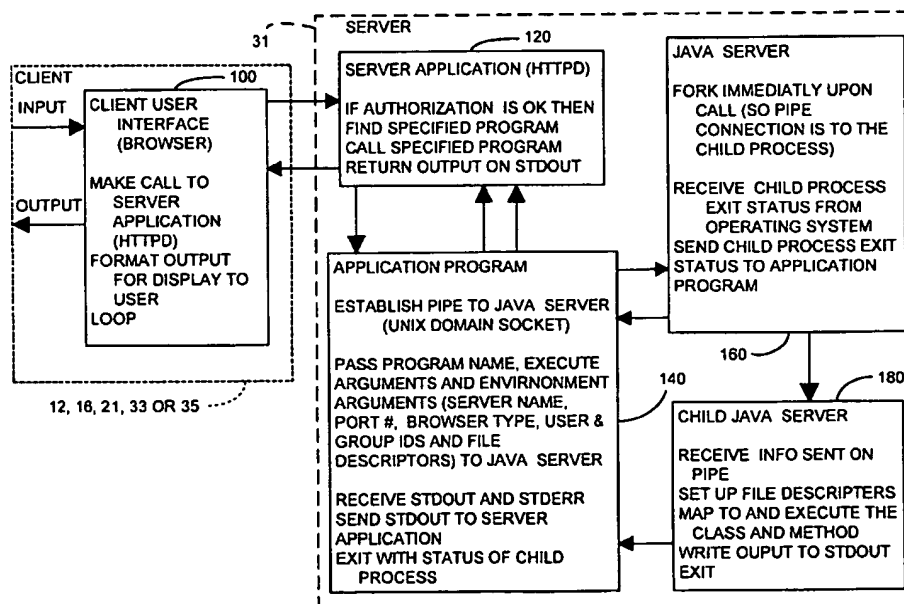 31
SERVER
CLIENT
INPUT
OUTPUT
100
CLIENT USER
INTERFACE
(BROWSER)
MAKE CALL TO
SERVER
APPLICATION
(HTTPD)
FORMAT OUTPUT
FOR DISPLAY TO
USER
LOOP
12, 16, 21, 33 OR 35
120
SERVER APPLICATION (HTTPD)
IF AUTHORIZATION IS OK THEN
FIND SPECIFIED PROGRAM
CALL SPECIFIED PROGRAM
RETURN OUTPUT ON STDOUT
APPLICATION PROGRAM
ESTABLISH PIPE TO JAVA SERVER
(UNIX DOMAIN SOCKET)
PASS PROGRAM NAME, EXECUTE
ARGUMENTS AND ENVIRNONMENT
ARGUMENTS (SERVER NAME,
PORT #, BROWSER TYPE, USER &
GROUP IDS AND FILE
DESCRIPTORS) TO JAVA SERVER
RECEIVE STDOUT AND STDERR
SEND STDOUT TO SERVER
APPLICATION
EXIT WITH STATUS OF CHILD
PROCESS
140
JAVA SERVER
FORK IMMEDIATLY UPON
CALL (SO PIPE
CONNECTION IS TO THE
CHILD PROCESS)
RECEIVE CHILD PROCESS
EXIT STATUS FROM
OPERATING SYSTEM
SEND CHILD PROCESS EXIT
STATUS TO APPLICATION
PROGRAM
160
180
CHILD JAVA SERVER
RECEIVE INFO SENT ON
PIPE
SET UP FILE DESCRIPTERS
MAP TO AND EXECUTE THE
CLASS AND METHOD
WRITE OUPUT TO STDOUT
EXIT